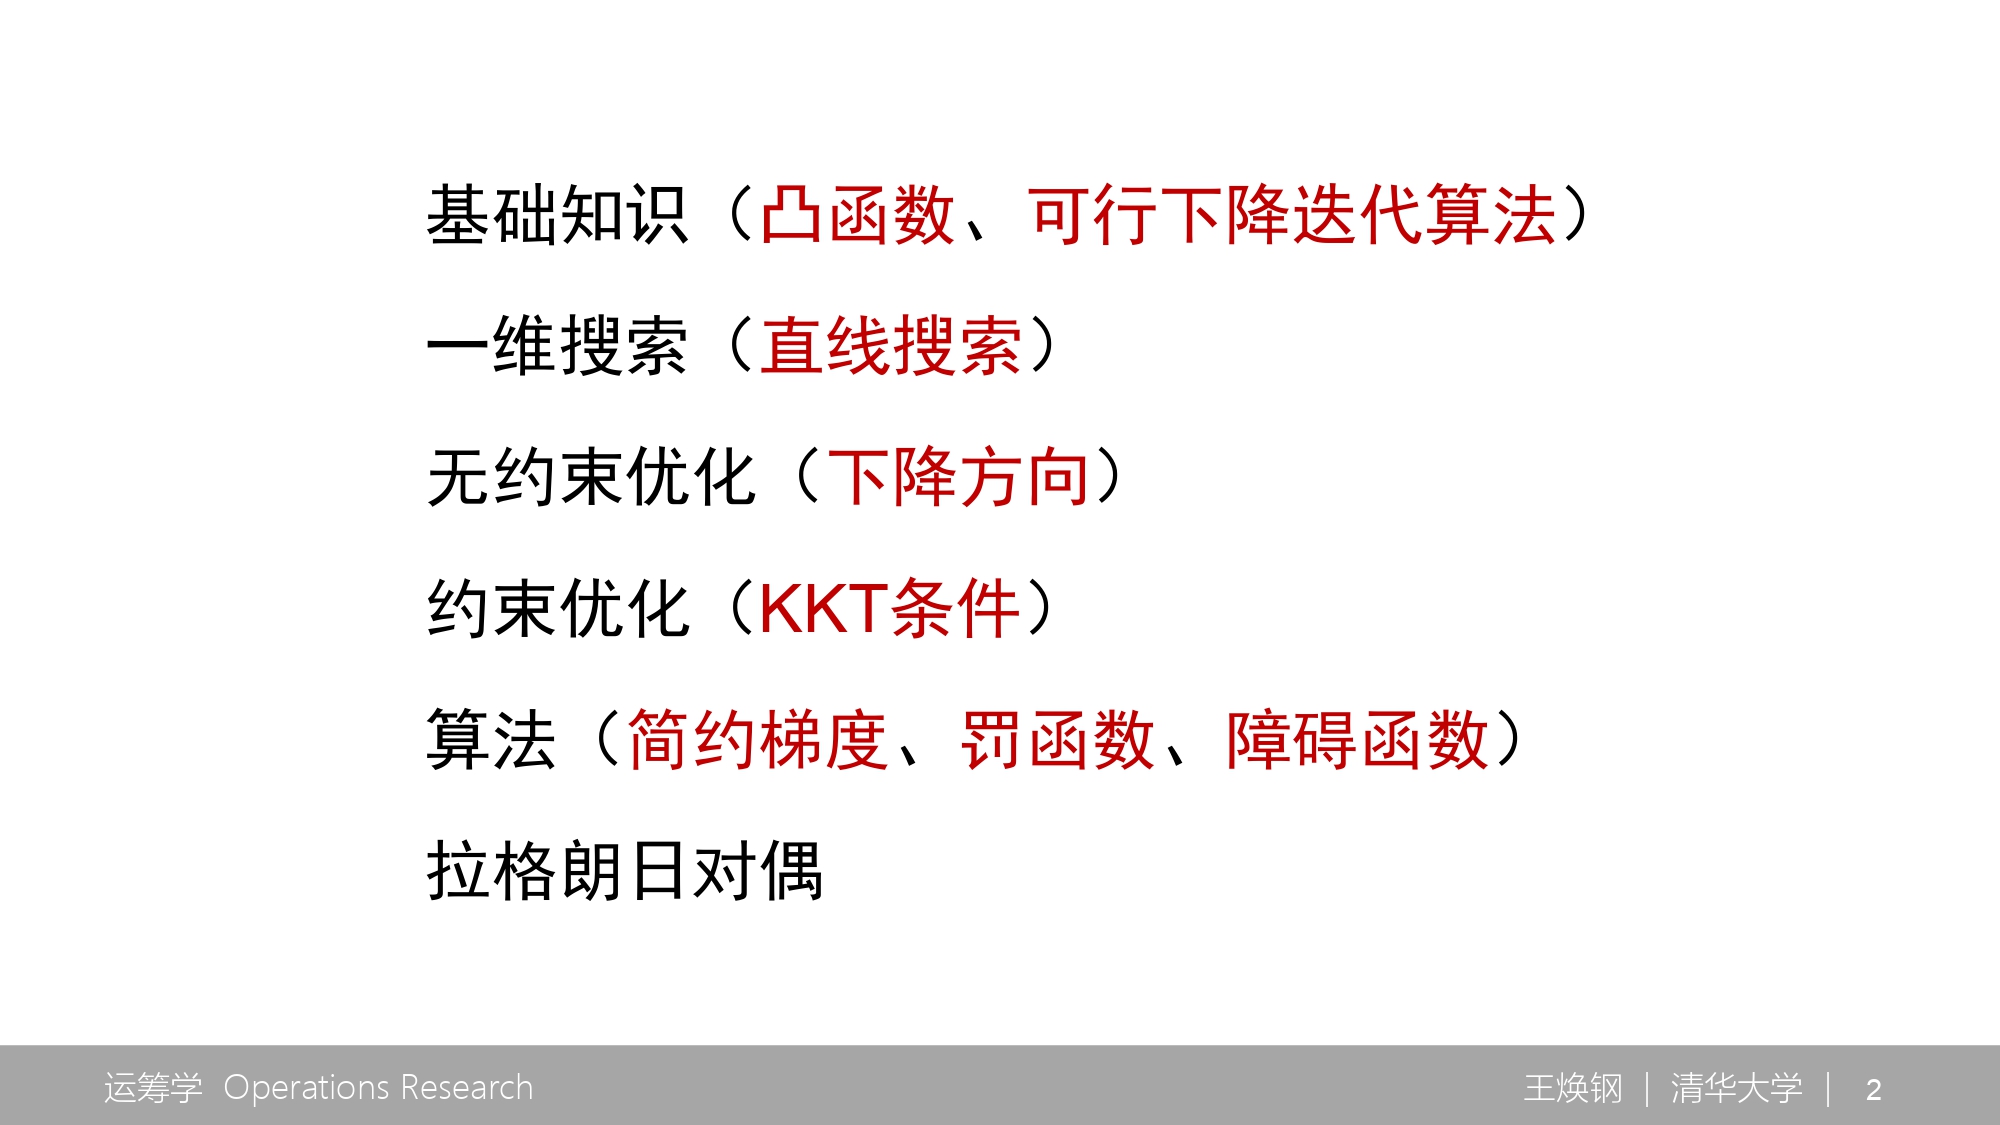 基础知识（凸函数、可行下降迭代算法）
一维搜索（直线搜索）
无约束优化（下降方向）
约束优化（KKT条件）
算法（简约梯度、罚函数、障碍函数）
拉格朗日对偶
运筹学 Operations Research
王焕钢 | 清华大学 | 2